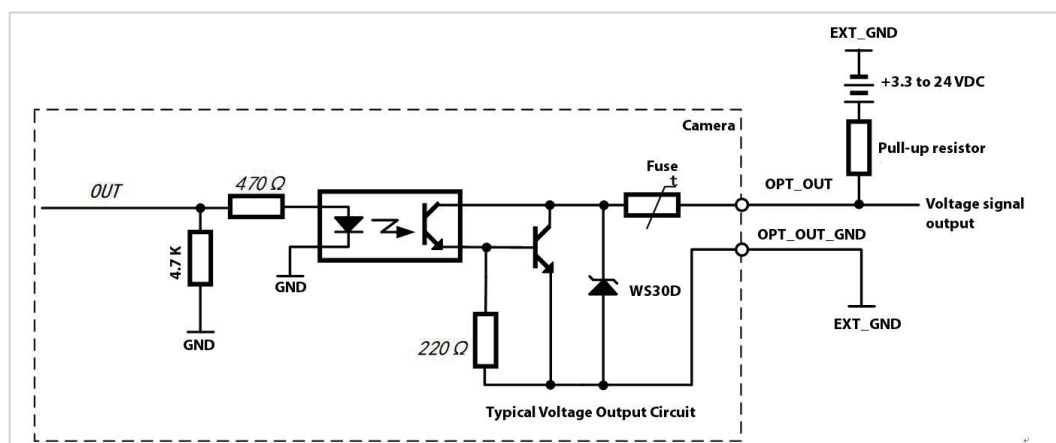 EXT_GND
+3.3 to 24 VDC
Camera
Pull-up resistor
Fuse
t
OUT
470 Ω
OPT_OUT
Voltage signal
output
OPT_OUT_GND
4.7 K
GND
WS30D
EXT_GND
GND
220 Ω
Typical Voltage Output Circuit